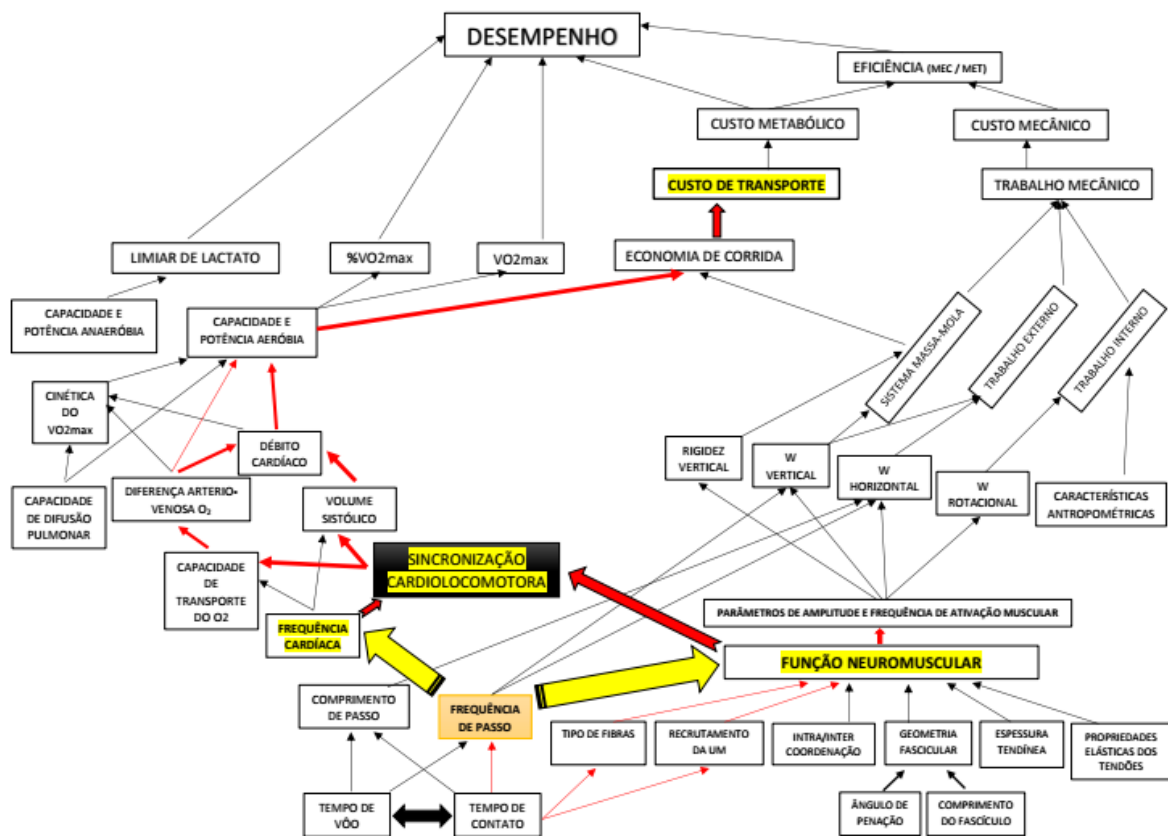 DESEMPENHO
EFICIÊNCIA (MEC / MET)
CUSTO METABÓLICO
CUSTO MECÂNICO
CUSTO DE TRANSPORTE
TRABALHO MECÂNICO
LIMIAR DE LACTATO
%VO2max
VO2max
ECONOMIA DE CORRIDA
CAPACIDADE E
POTÊNCIA ANAERÓBIA
CAPACIDADE E
POTÊNCIA AERÓBIA
SISTEMA MASSA-MOLA
TRABALHO EXTERNO
TRABALHO INTERNO
CINÉTICA
DO
VO2max
DÉBITO
CARDÍACO
RIGIDEZ
VERTICAL
W
VERTICAL
W
HORIZONTAL
W
ROTACIONAL
CARACTERÍSTICAS
ANTROPOMÉTRICAS
CAPACIDADE
DE DIFUSÃO
PULMONAR
DIFERENÇA ARTERIO-
VENOSA O₂
VOLUME
SISTÓLICO
SINCRONIZAÇÃO
CARDIOLOCOMOTORA
CAPACIDADE
DE
TRANSPORTE
DO O2
FREQUÊNCIA
CARDÍACA
PARÂMETROS DE AMPLITUDE E FREQUÊNCIA DE ATIVAÇÃO MUSCULAR
FUNÇÃO NEUROMUSCULAR
COMPRIMENTO
DE PASSO
FREQUÊNCIA
DE PASSO
TIPO DE FIBRAS
RECRUTAMENTO
DA UM
INTRA/INTER
COORDENAÇÃO
GEOMETRIA
FASCICULAR
ESPESSURA
TENDÍNEA
PROPRIEDADES
ELÁSTICAS DOS
TENDÕES
TEMPO DE
VÔO
TEMPO DE
CONTATO
ÂNGULO DE
PENAÇÃO
COMPRIMENTO
DO FASCÍCULO